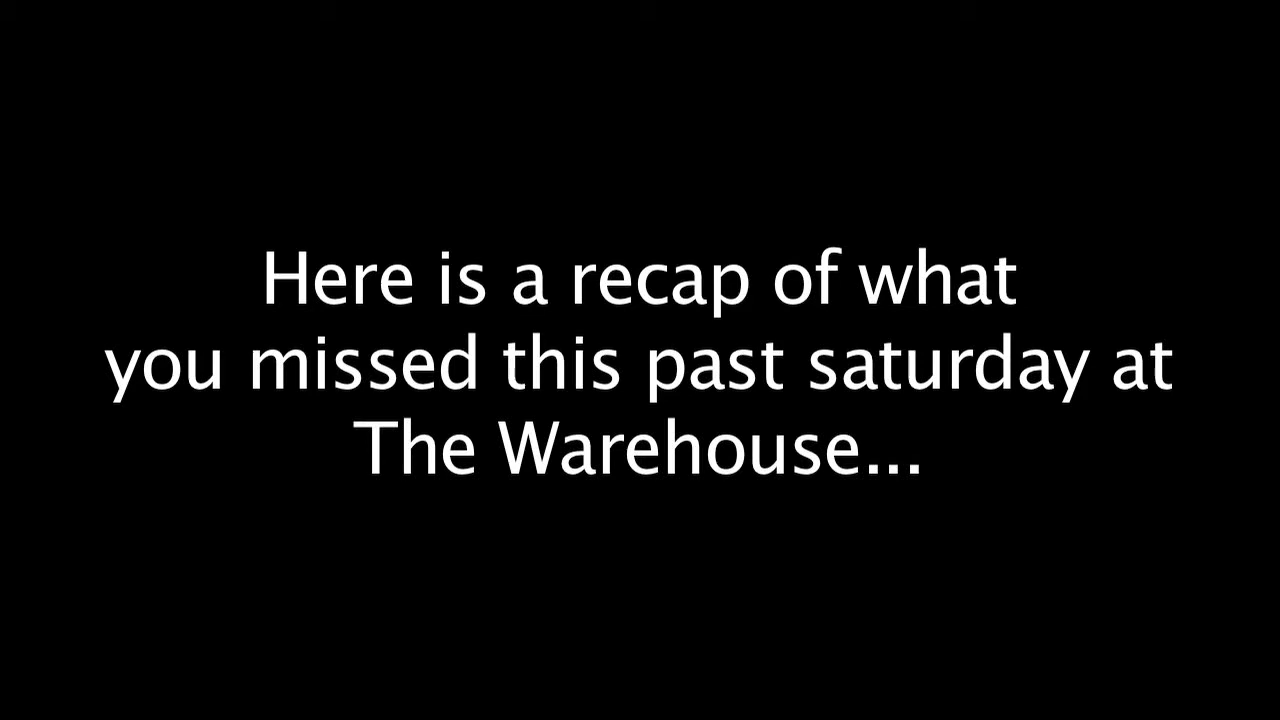 Here is a recap of what
you missed this past saturday at
The Warehouse...